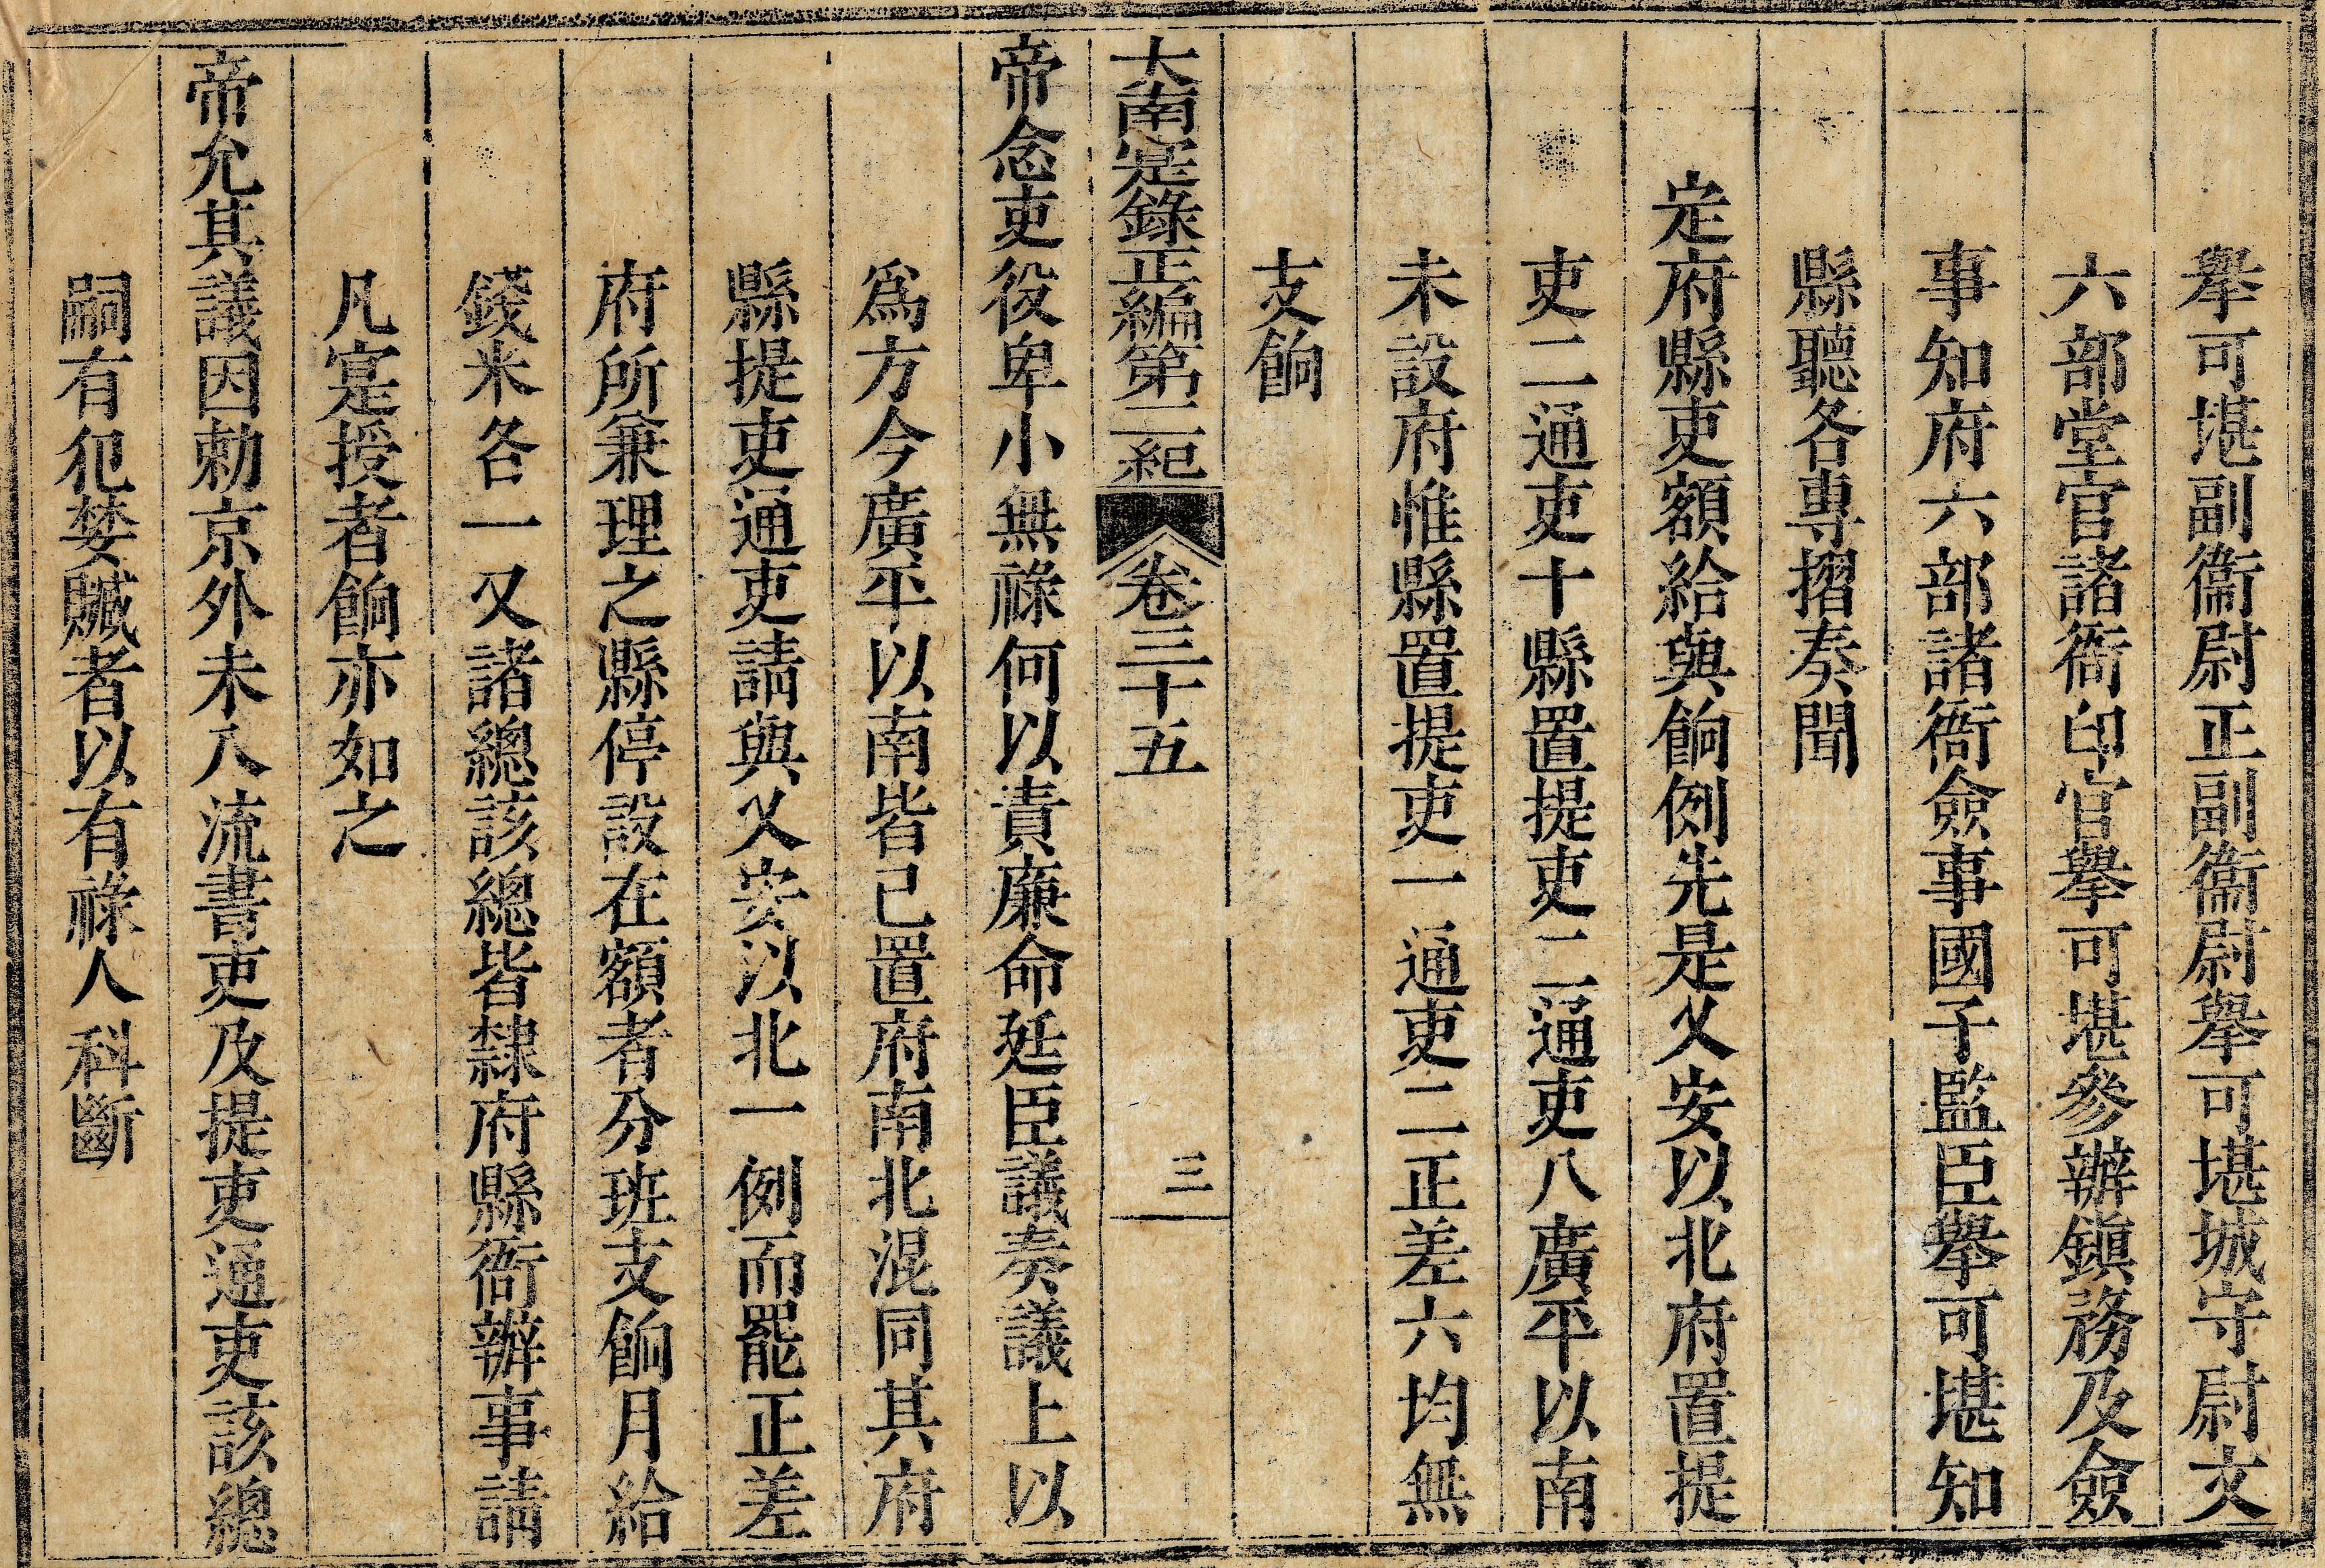 舉可堪副衞尉正副衞尉舉可堪城守尉文
六部堂官諸衙印官舉可堪參辦鎮務及僉
事知府六部諸衙僉事國子監臣舉可堪知
縣聽各專摺奏聞
㝎府縣吏額給與餉例先是乂安以北府置提
吏二通吏十縣置提吏二通吏八廣平以南
未設府惟縣置提吏一通吏二正差六均無
支餉
大南寔錄正編第二紀 卷三十五 三
帝念吏役卑小無祿何以責廉命廷臣議奏議上以
爲方今廣平以南皆已置府南北混同其府
縣提吏通吏請與乂安以北一例而罷正差
府所兼理之縣停設在額者分班支餉月給
錢米各一又諸總該總皆隸府縣衙辦事請
凡寔授者餉亦如之
帝允其議因勅京外未入流書吏及提吏通吏該總
嗣有犯婪贓者以有祿人科斷